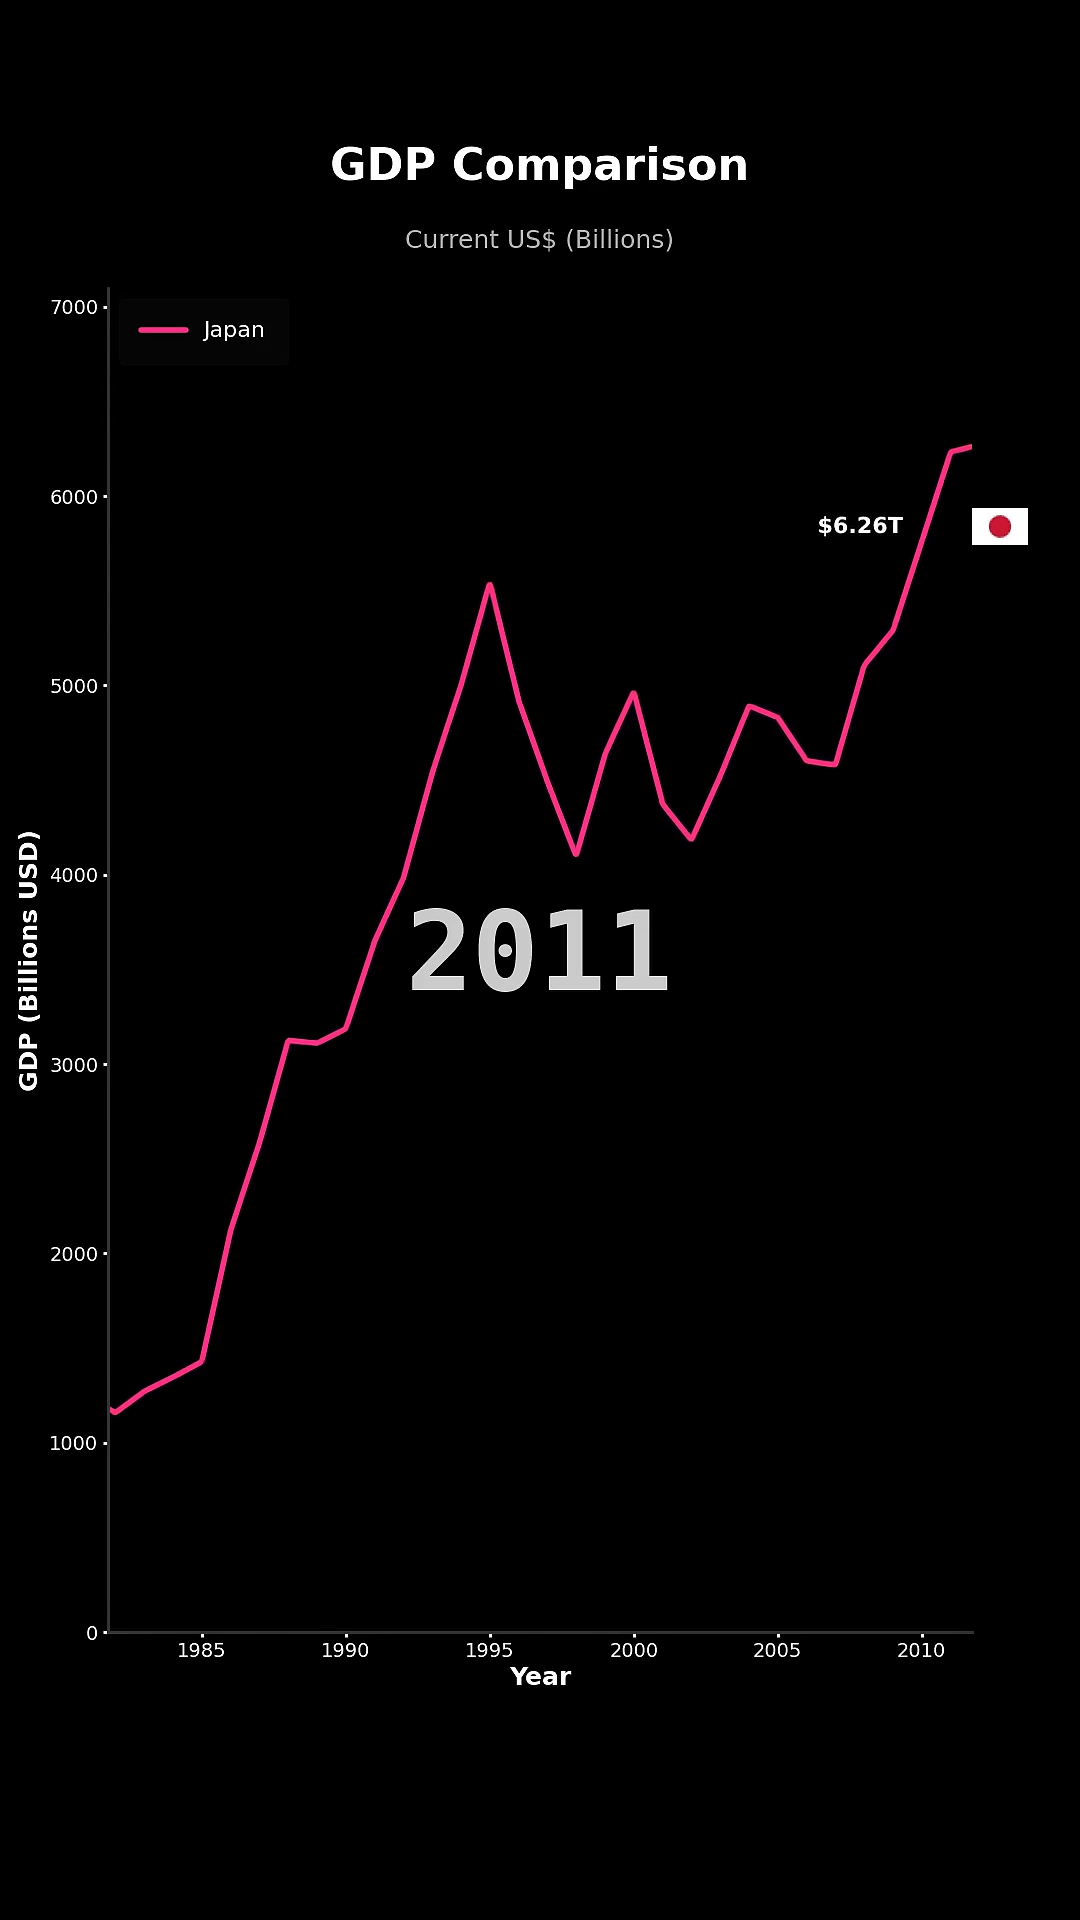 GDP Comparison
Current US$ (Billions)
7000
Japan
6000
$6.26T
5000
4000
2011
GDP (Billions USD)
3000
2000
1000
0
1985 1990 1995 2000 2005 2010
Year